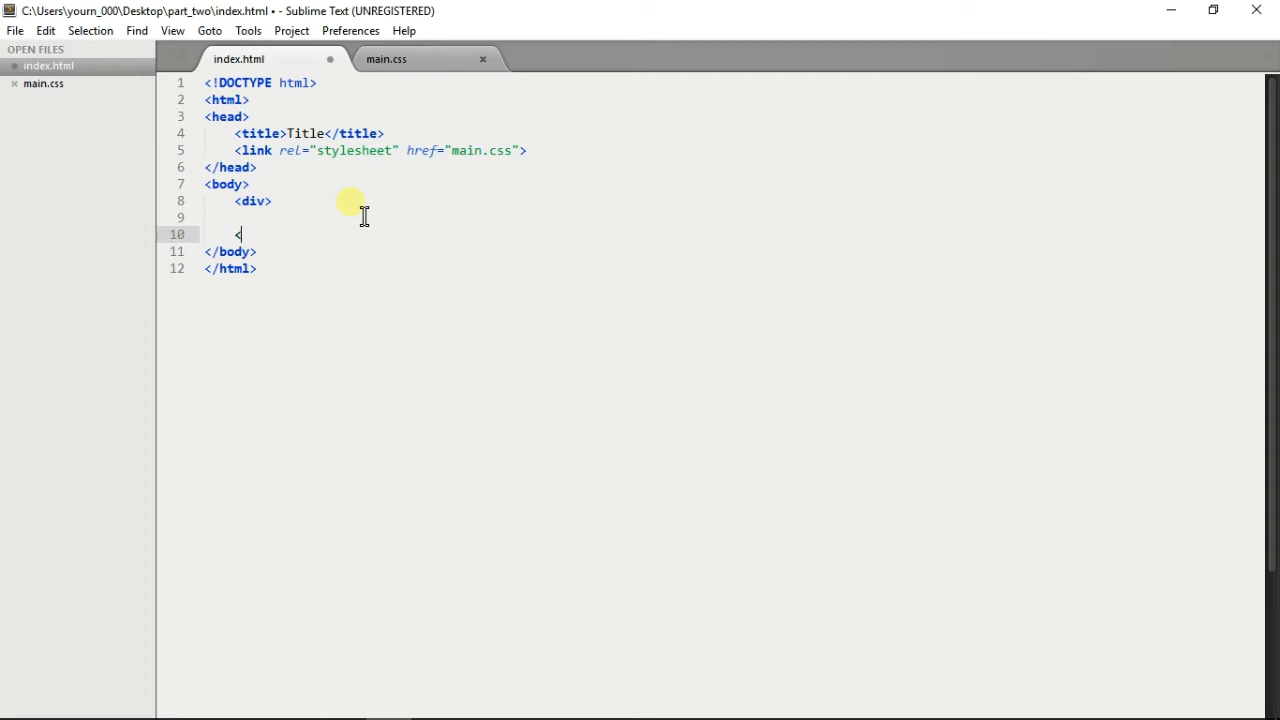 C:\Users\yourn_000\Desktop\part_two\index.html • - Sublime Text (UNREGISTERED)
File Edit Selection Find View Goto Tools Project Preferences Help
OPEN FILES
index.html
main.css
index.html main.css
1 <!DOCTYPE html>
2 <html>
3 <head>
4 <title>Title</title>
5 <link rel="stylesheet" href="main.css">
6 </head>
7 <body>
8 <div>
9
10 <
11 </body>
12 </html>